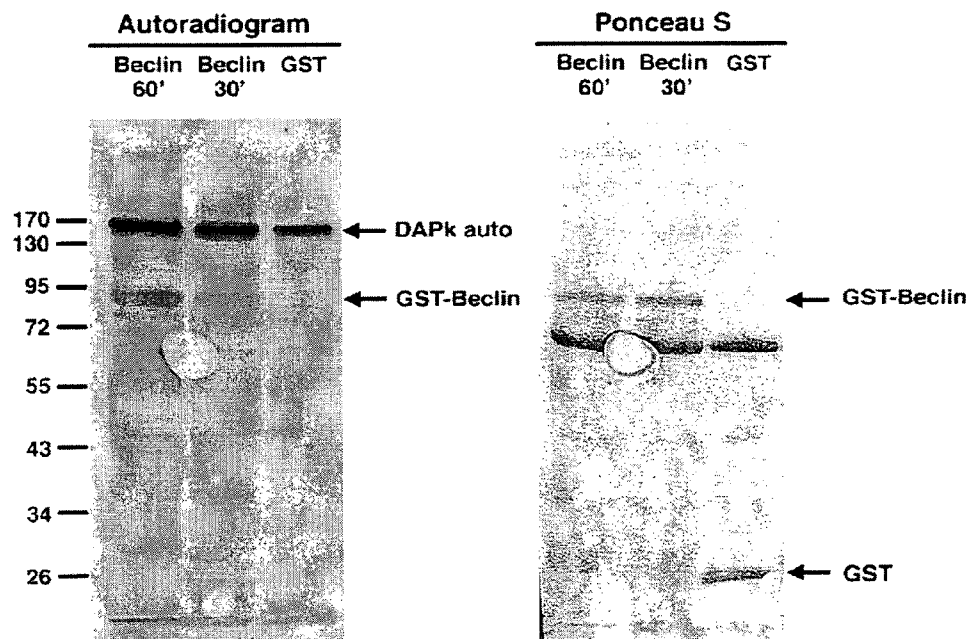 Autoradiogram
Beclin 60' Beclin 30' GST
170
130
95
72
55
43
34
26
DAPk auto
GST-Beclin
Ponceau S
Beclin 60' Beclin 30' GST
GST-Beclin
GST